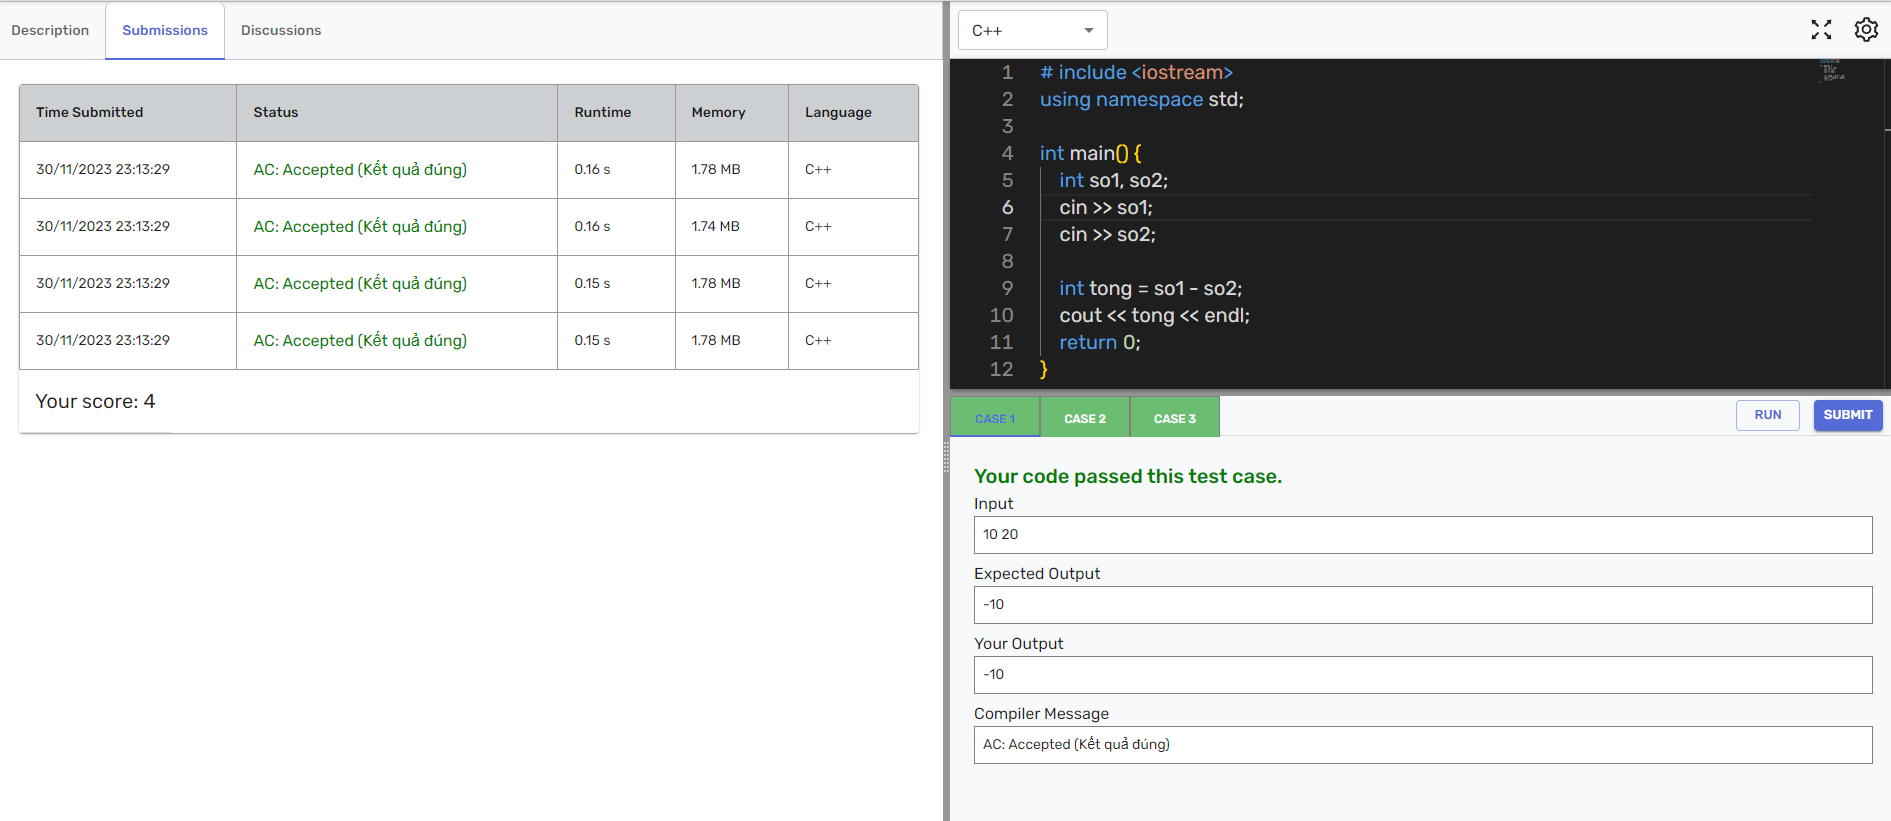 Description Submissions Discussions
Time Submitted Status Runtime Memory Language
30/11/2023 23:13:29 AC: Accepted (Kết quả đúng) 0.16 s 1.78 MB C++
30/11/2023 23:13:29 AC: Accepted (Kết quả đúng) 0.16 s 1.74 MB C++
30/11/2023 23:13:29 AC: Accepted (Kết quả đúng) 0.15 s 1.78 MB C++
30/11/2023 23:13:29 AC: Accepted (Kết quả đúng) 0.15 s 1.78 MB C++
Your score: 4
C++
1 # include <iostream>
2 using namespace std;
3
4 int main() {
5 int so1, so2;
6 cin >> so1;
7 cin >> so2;
8
9 int tong = so1 - so2;
10 cout << tong << endl;
11 return 0;
12 }
CASE 1 CASE 2 CASE 3 RUN SUBMIT
Your code passed this test case.
Input
10 20
Expected Output
-10
Your Output
-10
Compiler Message
AC: Accepted (Kết quả đúng)